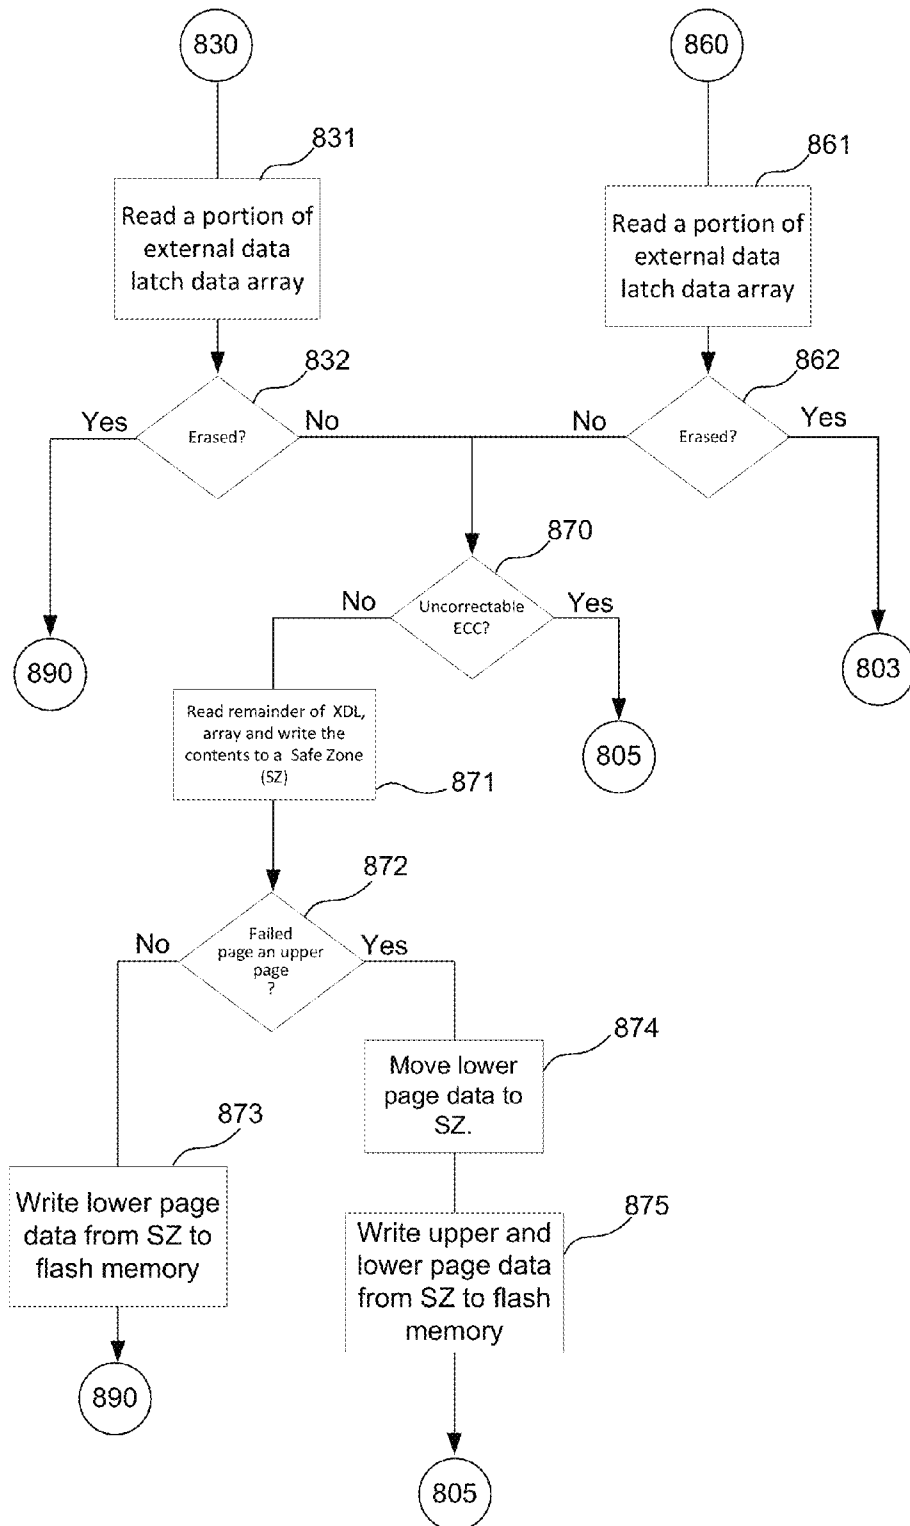 830
860
831
861
Read a portion of
external data
latch data array
Read a portion of
external data
latch data array
832
862
Yes
Erased?
No
No
Erased?
Yes
870
No
Uncorrectable
ECC?
Yes
890
803
Read remainder of XDL,
array and write the
contents to a Safe Zone
(SZ)
805
871
872
No
Failed
page an upper
page
?
Yes
874
Move lower
page data to
SZ.
873
Write lower page
data from SZ to
flash memory
875
Write upper and
lower page data
from SZ to flash
memory
890
805